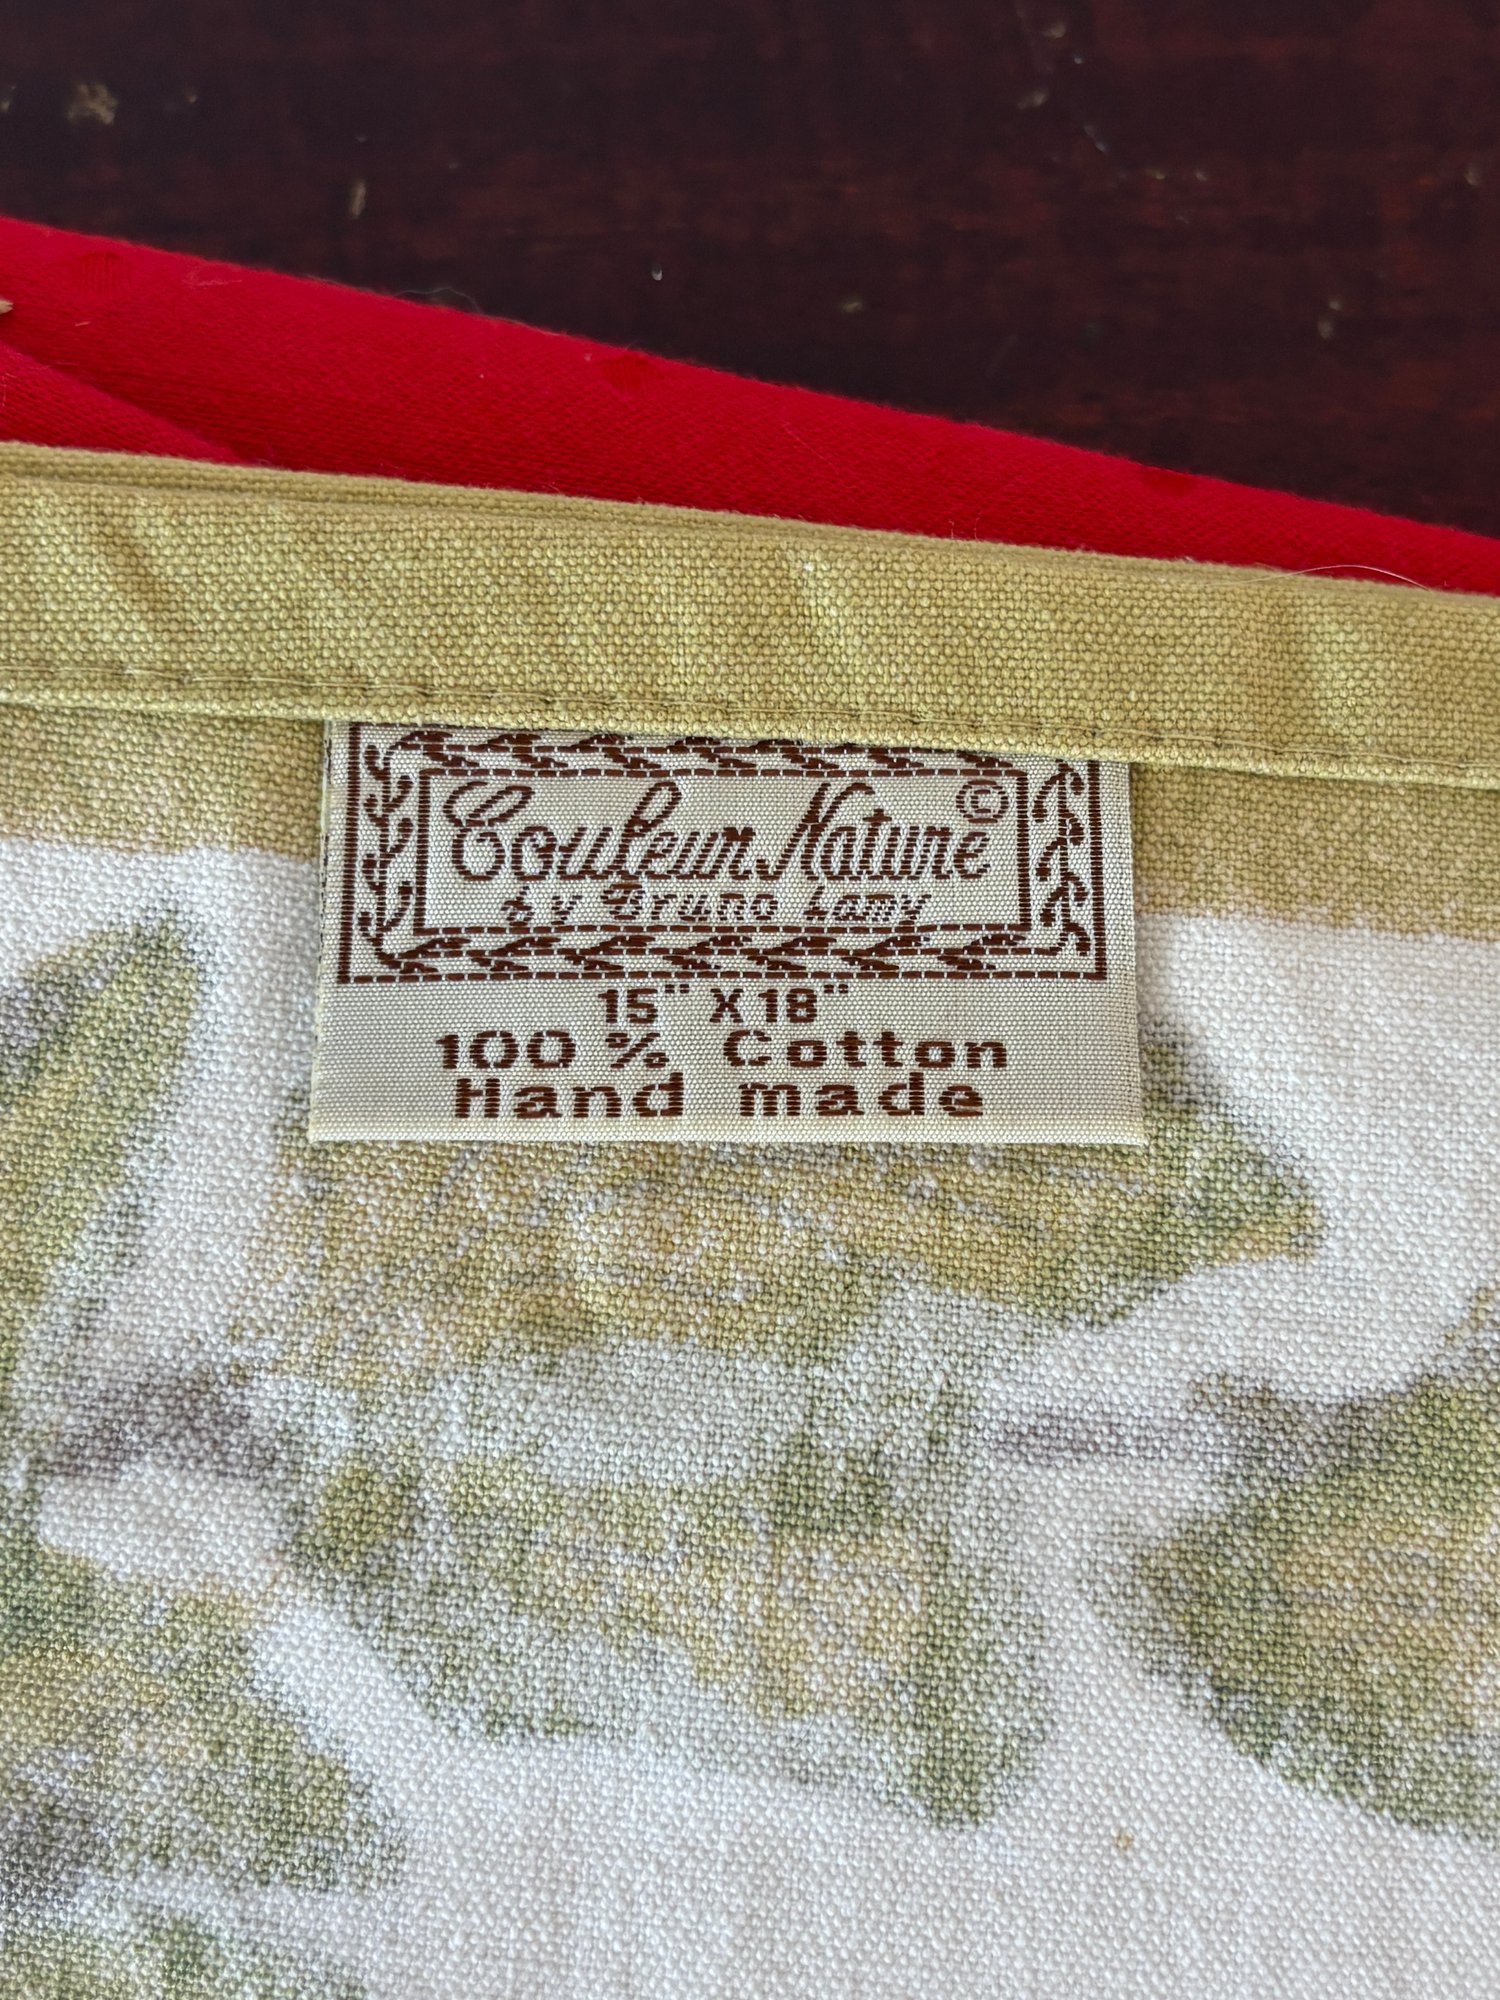 Couleur Nature ©
by Bruno Lamy
15" X 18"
100 % Cotton
Hand made